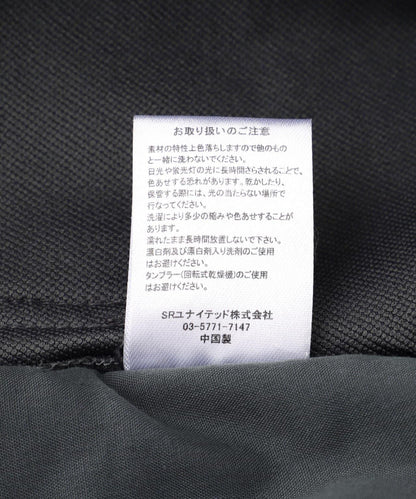 お取り扱いのご注意
素材の特性上色落ちしますので他のもの
と一緒に洗わないでください。
日光や蛍光灯の光に長時間さらされることで、
色あせする恐れがあります。乾かしたり、
保管する際には、光の当たらない場所で
行なってください。
洗濯により多少の縮みや色あせすることが
あります。
濡れたまま長時間放置しないで下さい。
漂白剤及び漂白剤入り洗剤のご使用
はお避けください。
タンブラー(回転式乾燥機)のご使用
はお避けください。
SRユナイテッド株式会社
03-5771-7147
中国製